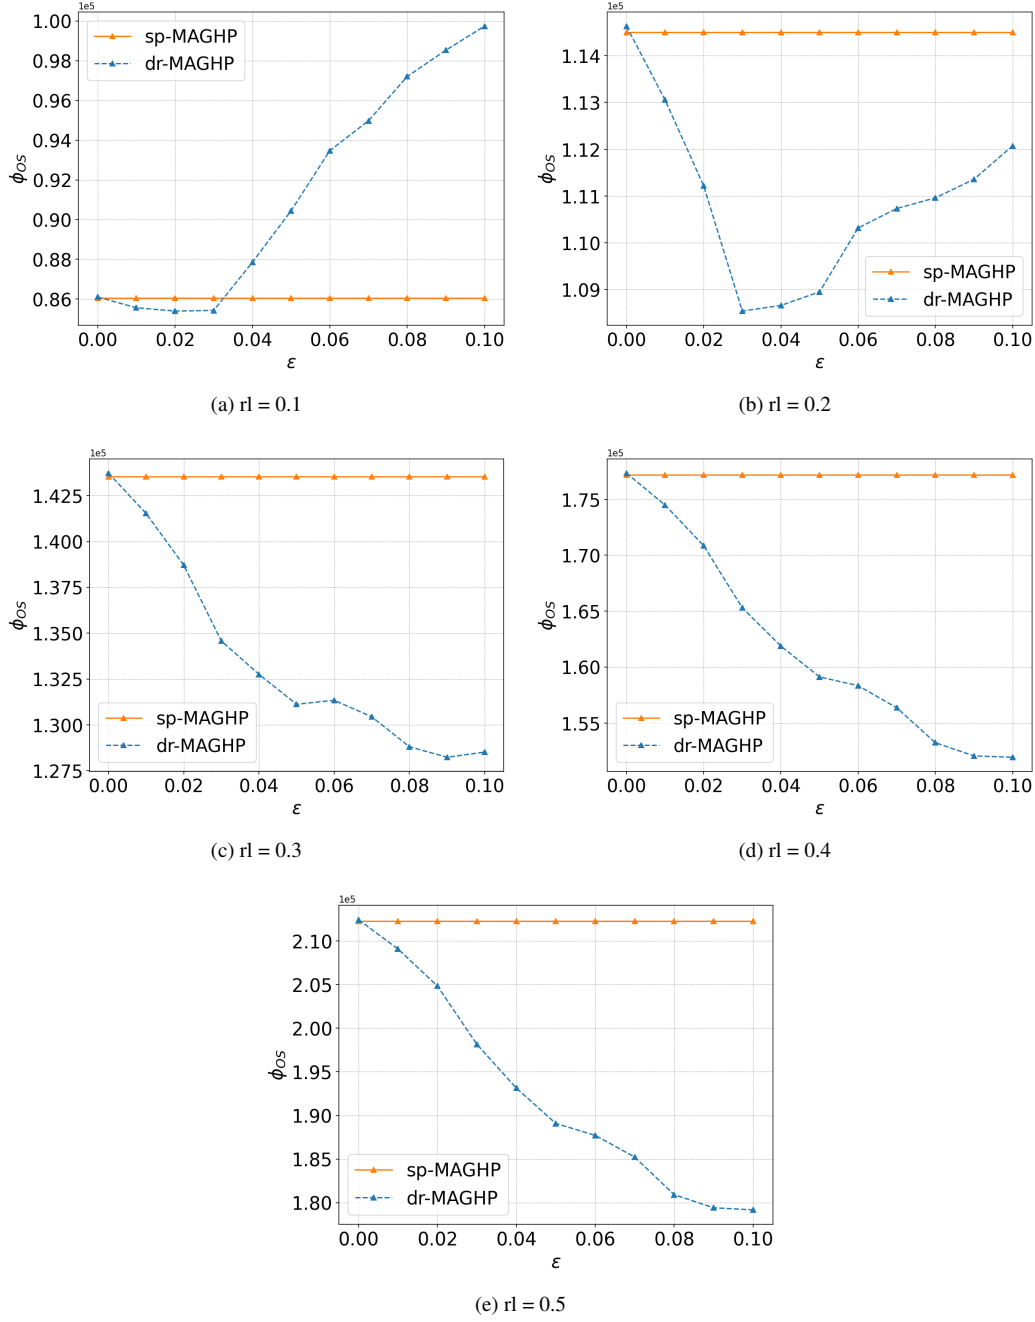 1e5
1.00
0.98
0.96
0.94
0.92
0.90
0.88
0.86
ϕOS
sp-MAGHP
dr-MAGHP
0.00 0.02 0.04 0.06 0.08 0.10
ε
(a) rl = 0.1
1e5
1.14
1.13
1.12
1.11
1.10
1.09
ϕOS
sp-MAGHP
dr-MAGHP
0.00 0.02 0.04 0.06 0.08 0.10
ε
(b) rl = 0.2
1e5
1.425
1.400
1.375
1.350
1.325
1.300
1.275
ϕOS
sp-MAGHP
dr-MAGHP
0.00 0.02 0.04 0.06 0.08 0.10
ε
(c) rl = 0.3
1e5
1.75
1.70
1.65
1.60
1.55
ϕOS
sp-MAGHP
dr-MAGHP
0.00 0.02 0.04 0.06 0.08 0.10
ε
(d) rl = 0.4
1e5
2.10
2.05
2.00
1.95
1.90
1.85
1.80
ϕOS
sp-MAGHP
dr-MAGHP
0.00 0.02 0.04 0.06 0.08 0.10
ε
(e) rl = 0.5